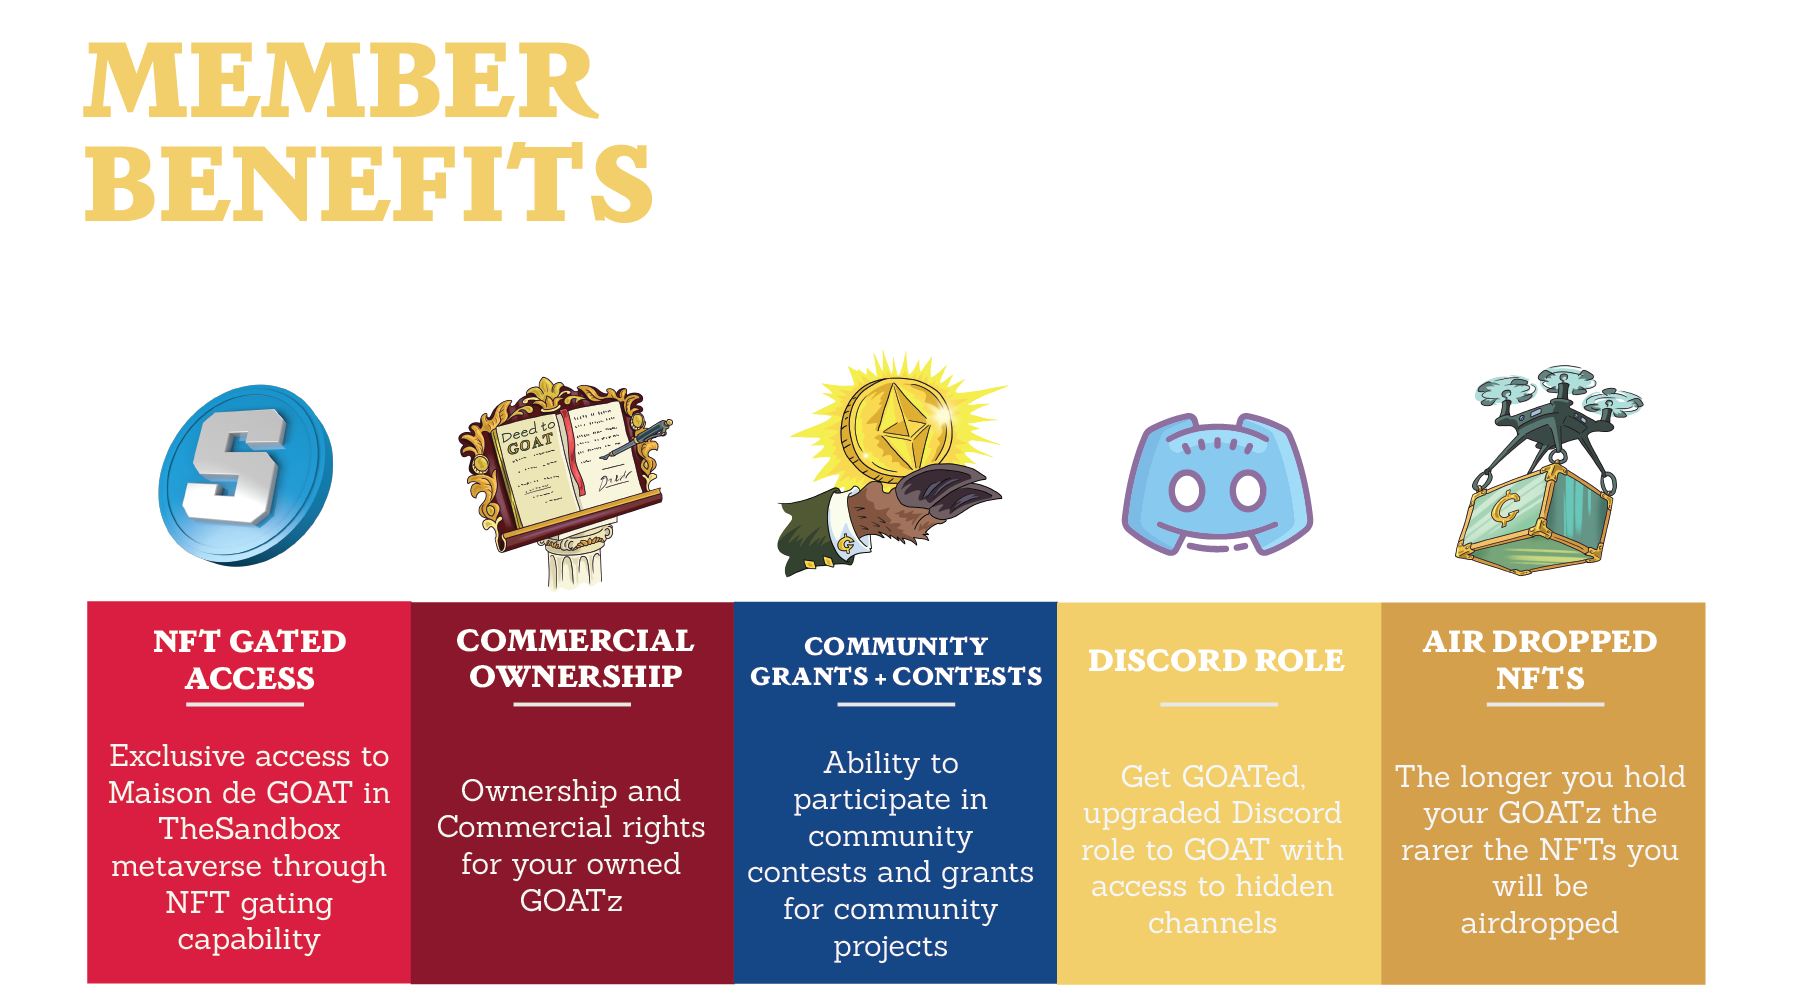 MEMBER
BENEFITS
S
Deed to
GOAT
G
G
NFT GATED
ACCESS
Exclusive access to
Maison de GOAT in
TheSandbox
metaverse through
NFT gating
capability
COMMERCIAL
OWNERSHIP
Ownership and
Commercial rights
for your owned
GOATz
COMMUNITY
GRANTS + CONTESTS
Ability to
participate in
community
contests and grants
for community
projects
DISCORD ROLE
Get GOATed,
upgraded Discord
role to GOAT with
access to hidden
channels
AIR DROPPED
NFTS
The longer you hold
your GOATz the
rarer the NFTs you
will be
airdropped